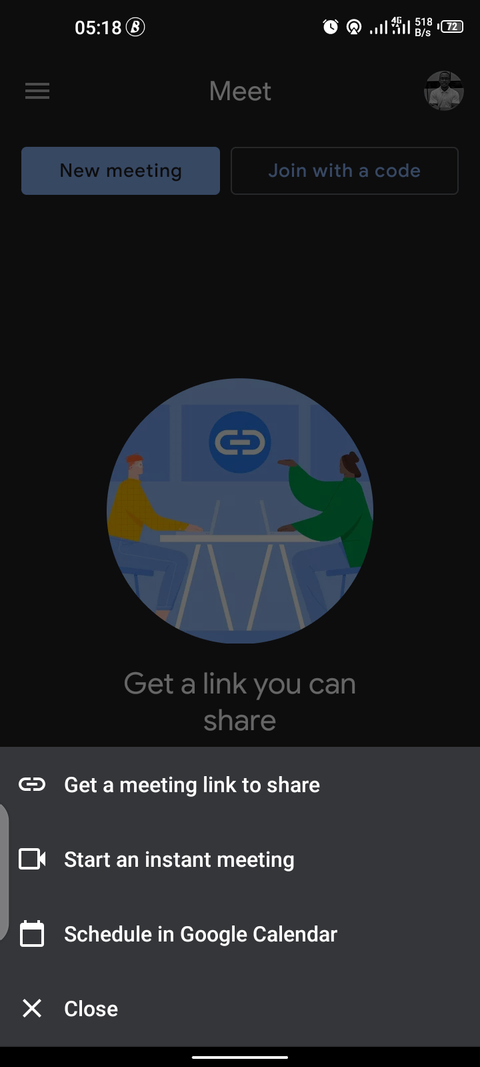 05:18
4G
518
B/s
72
Meet
New meeting
Join with a code
Get a link you can
share
Get a meeting link to share
Start an instant meeting
Schedule in Google Calendar
Close